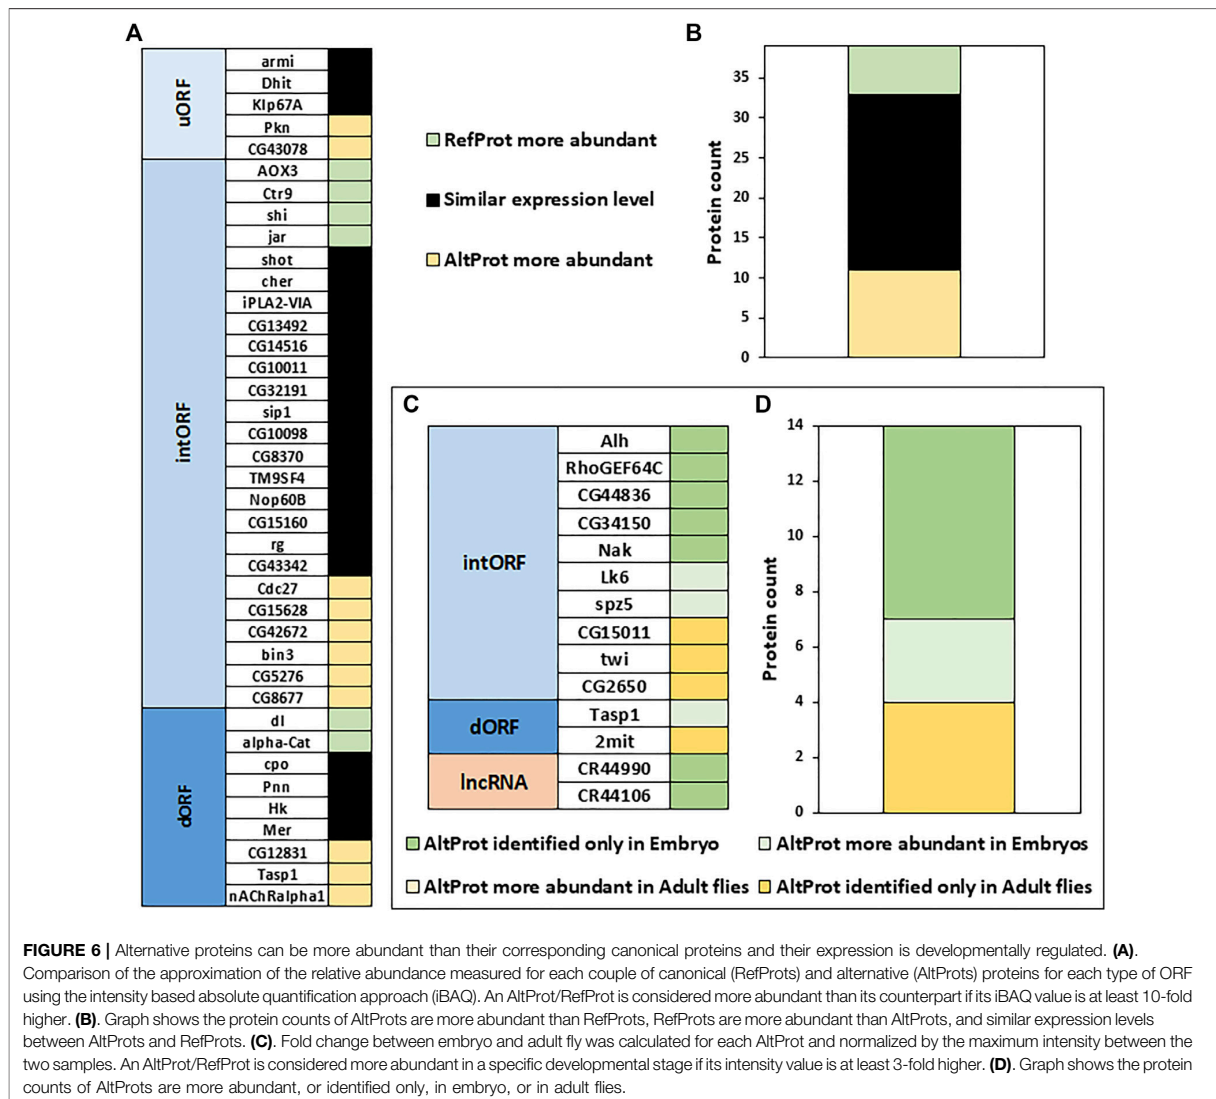 A
uORF
armi
Dhit
Klp67A
Pkn
CG43078
intORF
AOX3
Ctr9
shi
jar
shot
cher
iPLA2-VIA
CG13492
CG14516
CG10011
CG32191
sip1
CG10098
CG8370
TM9SF4
Nop60B
CG15160
rg
CG43342
Cdc27
CG15628
CG42672
bin3
CG5276
CG8677
dORF
dl
alpha-Cat
cpo
Pnn
Hk
Mer
CG12831
Tasp1
nAChRalpha1
RefProt more abundant
Similar expression level
AltProt more abundant
B
Protein count
35
30
25
20
15
10
5
0
C
intORF
Alh
RhoGEF64C
CG44836
CG34150
Nak
Lk6
spz5
CG15011
twi
CG2650
dORF
Tasp1
2mit
lncRNA
CR44990
CR44106
D
Protein count
14
12
10
8
6
4
2
0
AltProt identified only in Embryo
AltProt more abundant in Embryos
AltProt more abundant in Adult flies
AltProt identified only in Adult flies
FIGURE 6 | Alternative proteins can be more abundant than their corresponding canonical proteins and their expression is developmentally regulated. (A).
Comparison of the approximation of the relative abundance measured for each couple of canonical (RefProts) and alternative (AltProts) proteins for each type of ORF
using the intensity based absolute quantification approach (iBAQ). An AltProt/RefProt is considered more abundant than its counterpart if its iBAQ value is at least 10-fold
higher. (B). Graph shows the protein counts of AltProts are more abundant than RefProts, RefProts are more abundant than AltProts, and similar expression levels
between AltProts and RefProts. (C). Fold change between embryo and adult fly was calculated for each AltProt and normalized by the maximum intensity between the
two samples. An AltProt/RefProt is considered more abundant in a specific developmental stage if its intensity value is at least 3-fold higher. (D). Graph shows the protein
counts of AltProts are more abundant, or identified only, in embryo, or in adult flies.